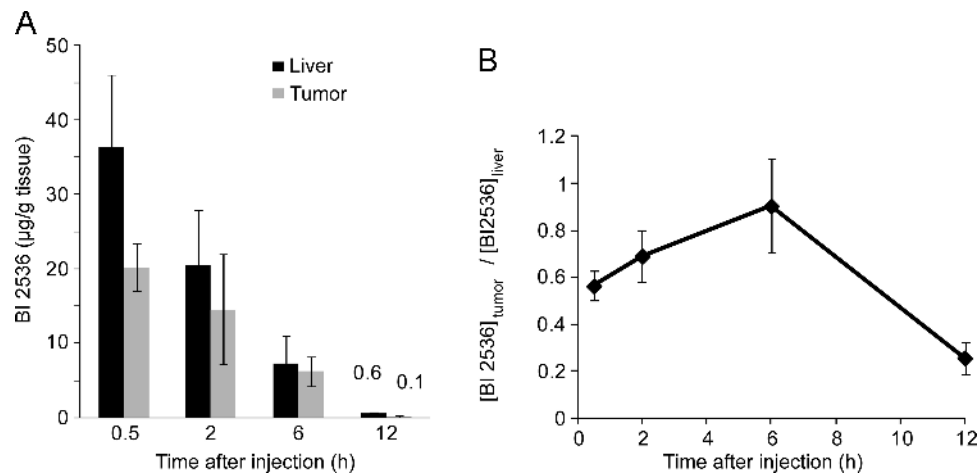 A
50
40
30
20
10
0
BI 2536 (µg/g tissue)
Liver
Tumor
0.6
0.1
0.5 2 6 12
Time after injection (h)
B
1.2
1
0.8
0.6
0.4
0.2
0
[BI 2536]tumor / [BI2536]liver
0 2 4 6 8 10 12
Time after injection (h)